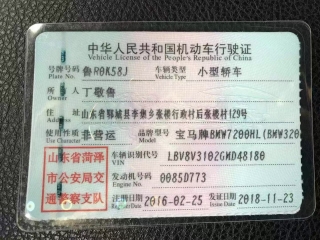 中华人民共和国机动车行驶证
Vehicle License of the People's Republic of China
号牌号码 鲁R0K58J 车辆类型 小型轿车
Plate No. Vehicle Type
所有人 丁敬鲁
Owner
住址 山东省鄄城县李集乡张楼行政村后张楼村129号
Address
使用性质 非营运 品牌型号 宝马牌BMW7200HL(BMW320
Use Character Model
山东省菏泽
市公安局交
通警察支队
车辆识别代号 LBV8V3102GMD48180
VIN
发动机号码 0085D773
Engine No.
注册日期 2016-02-25 发证日期 2018-11-23
Register Date Issue Date